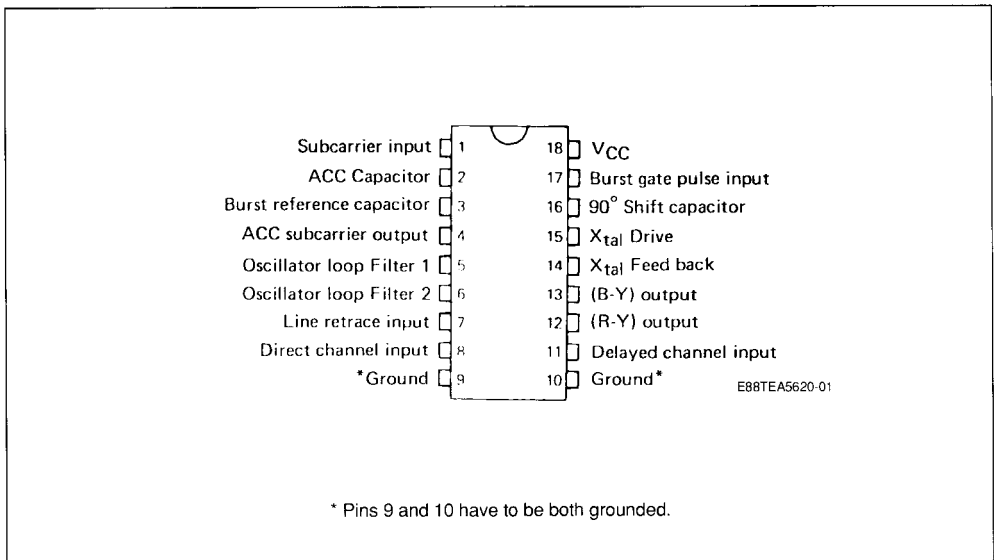 Subcarrier input 1 18 VCC
ACC Capacitor 2 17 Burst gate pulse input
Burst reference capacitor 3 16 90° Shift capacitor
ACC subcarrier output 4 15 Xtal Drive
Oscillator loop Filter 1 5 14 Xtal Feed back
Oscillator loop Filter 2 6 13 (B-Y) output
Line retrace input 7 12 (R-Y) output
Direct channel input 8 11 Delayed channel input
*Ground 9 10 Ground*
E88TEA5620-01
* Pins 9 and 10 have to be both grounded.